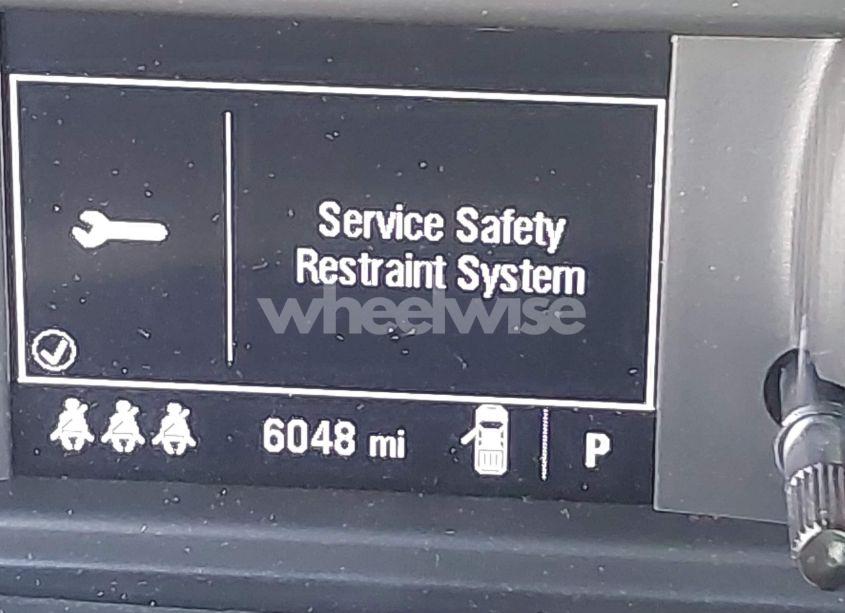 Service Safety
Restraint System
wheelwise
6048 mi
P